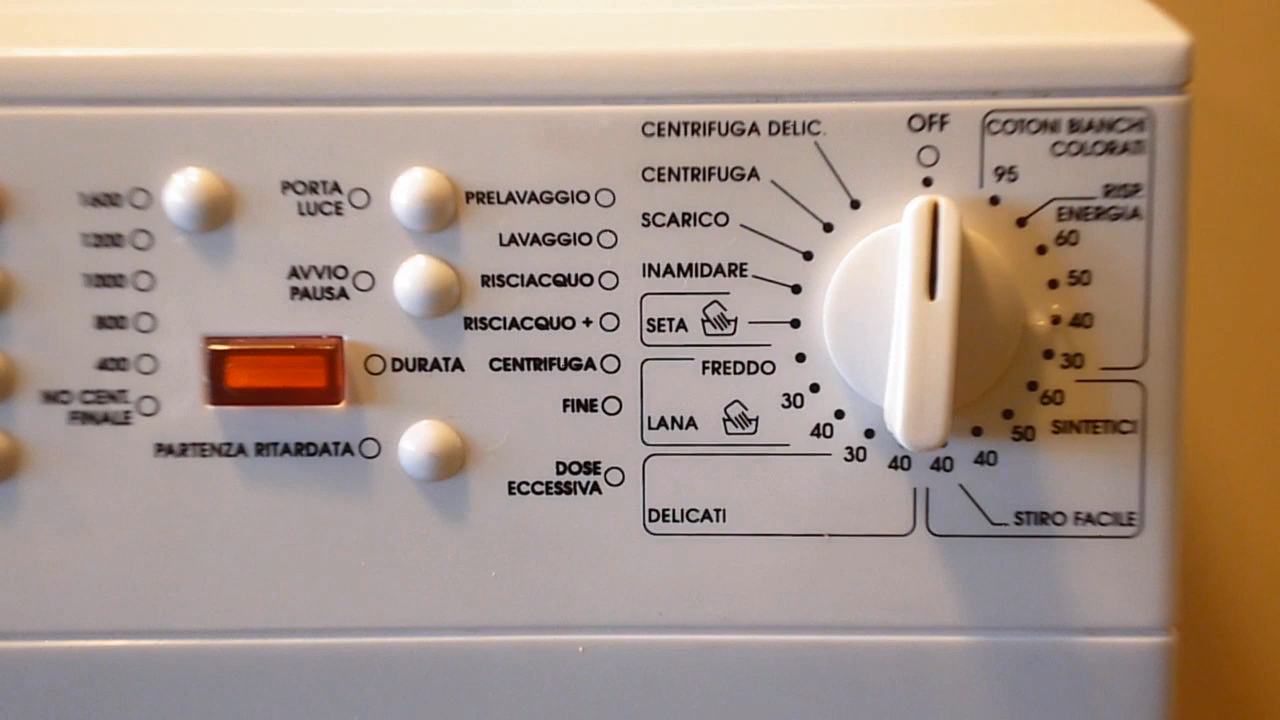 1600
1200
1000
800
400
NO CENT.
FINALE
PORTA
LUCE
AVVIO
PAUSA
DURATA
PARTENZA RITARDATA
PRELAVAGGIO
LAVAGGIO
RISCIACQUO
RISCIACQUO +
CENTRIFUGA
FINE
DOSE
ECCESSIVA
CENTRIFUGA DELIC.
CENTRIFUGA
SCARICO
INAMIDARE
SETA
FREDDO
30
LANA
40
30
40
DELICATI
OFF
COTONI BIANCHI
COLORATI
95
RISP.
ENERGIA
60
50
40
30
60
50
SINTETICI
40
40
STIRO FACILE